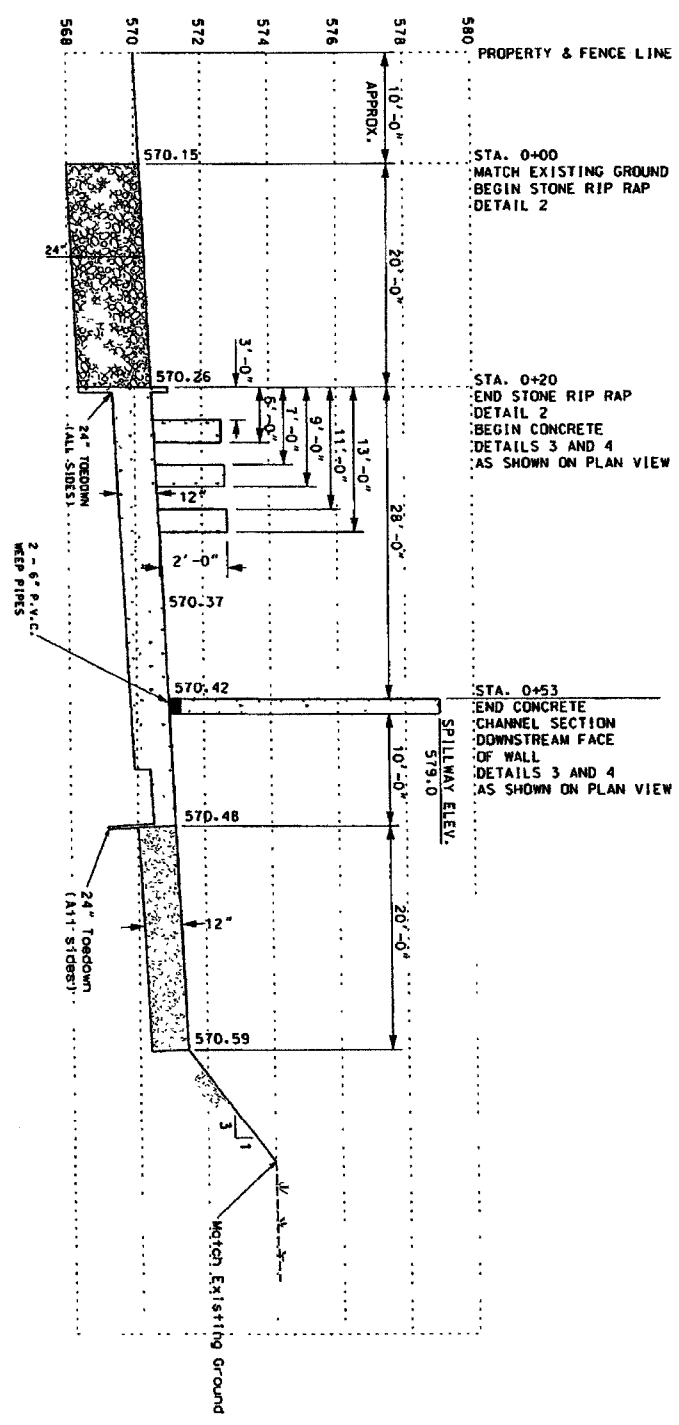 568
570
572
574
576
578
580
PROPERTY & FENCE LINE
10'-0"
APPROX.
570.15
STA. 0+00
MATCH EXISTING GROUND
BEGIN STONE RIP RAP
DETAIL 2
24"
20'-0"
3'-0"
570.26
STA. 0+20
END STONE RIP RAP
DETAIL 2
BEGIN CONCRETE
DETAILS 3 AND 4
AS SHOWN ON PLAN VIEW
24" TOEDOWN
(ALL SIDES)
7'-0"
9'-0"
11'-0"
13'-0"
12"
28'-0"
2'-0"
570.37
2 - 6" P.V.C.
WEEP PIPES
570.42
STA. 0+53
END CONCRETE
CHANNEL SECTION
DOWNSTREAM FACE
OF WALL
DETAILS 3 AND 4
AS SHOWN ON PLAN VIEW
SPILLWAY ELEV.
579.0
10'-0"
570.48
24" Toedown
(All sides)
12"
20'-0"
570.59
1
3
Match Existing Ground